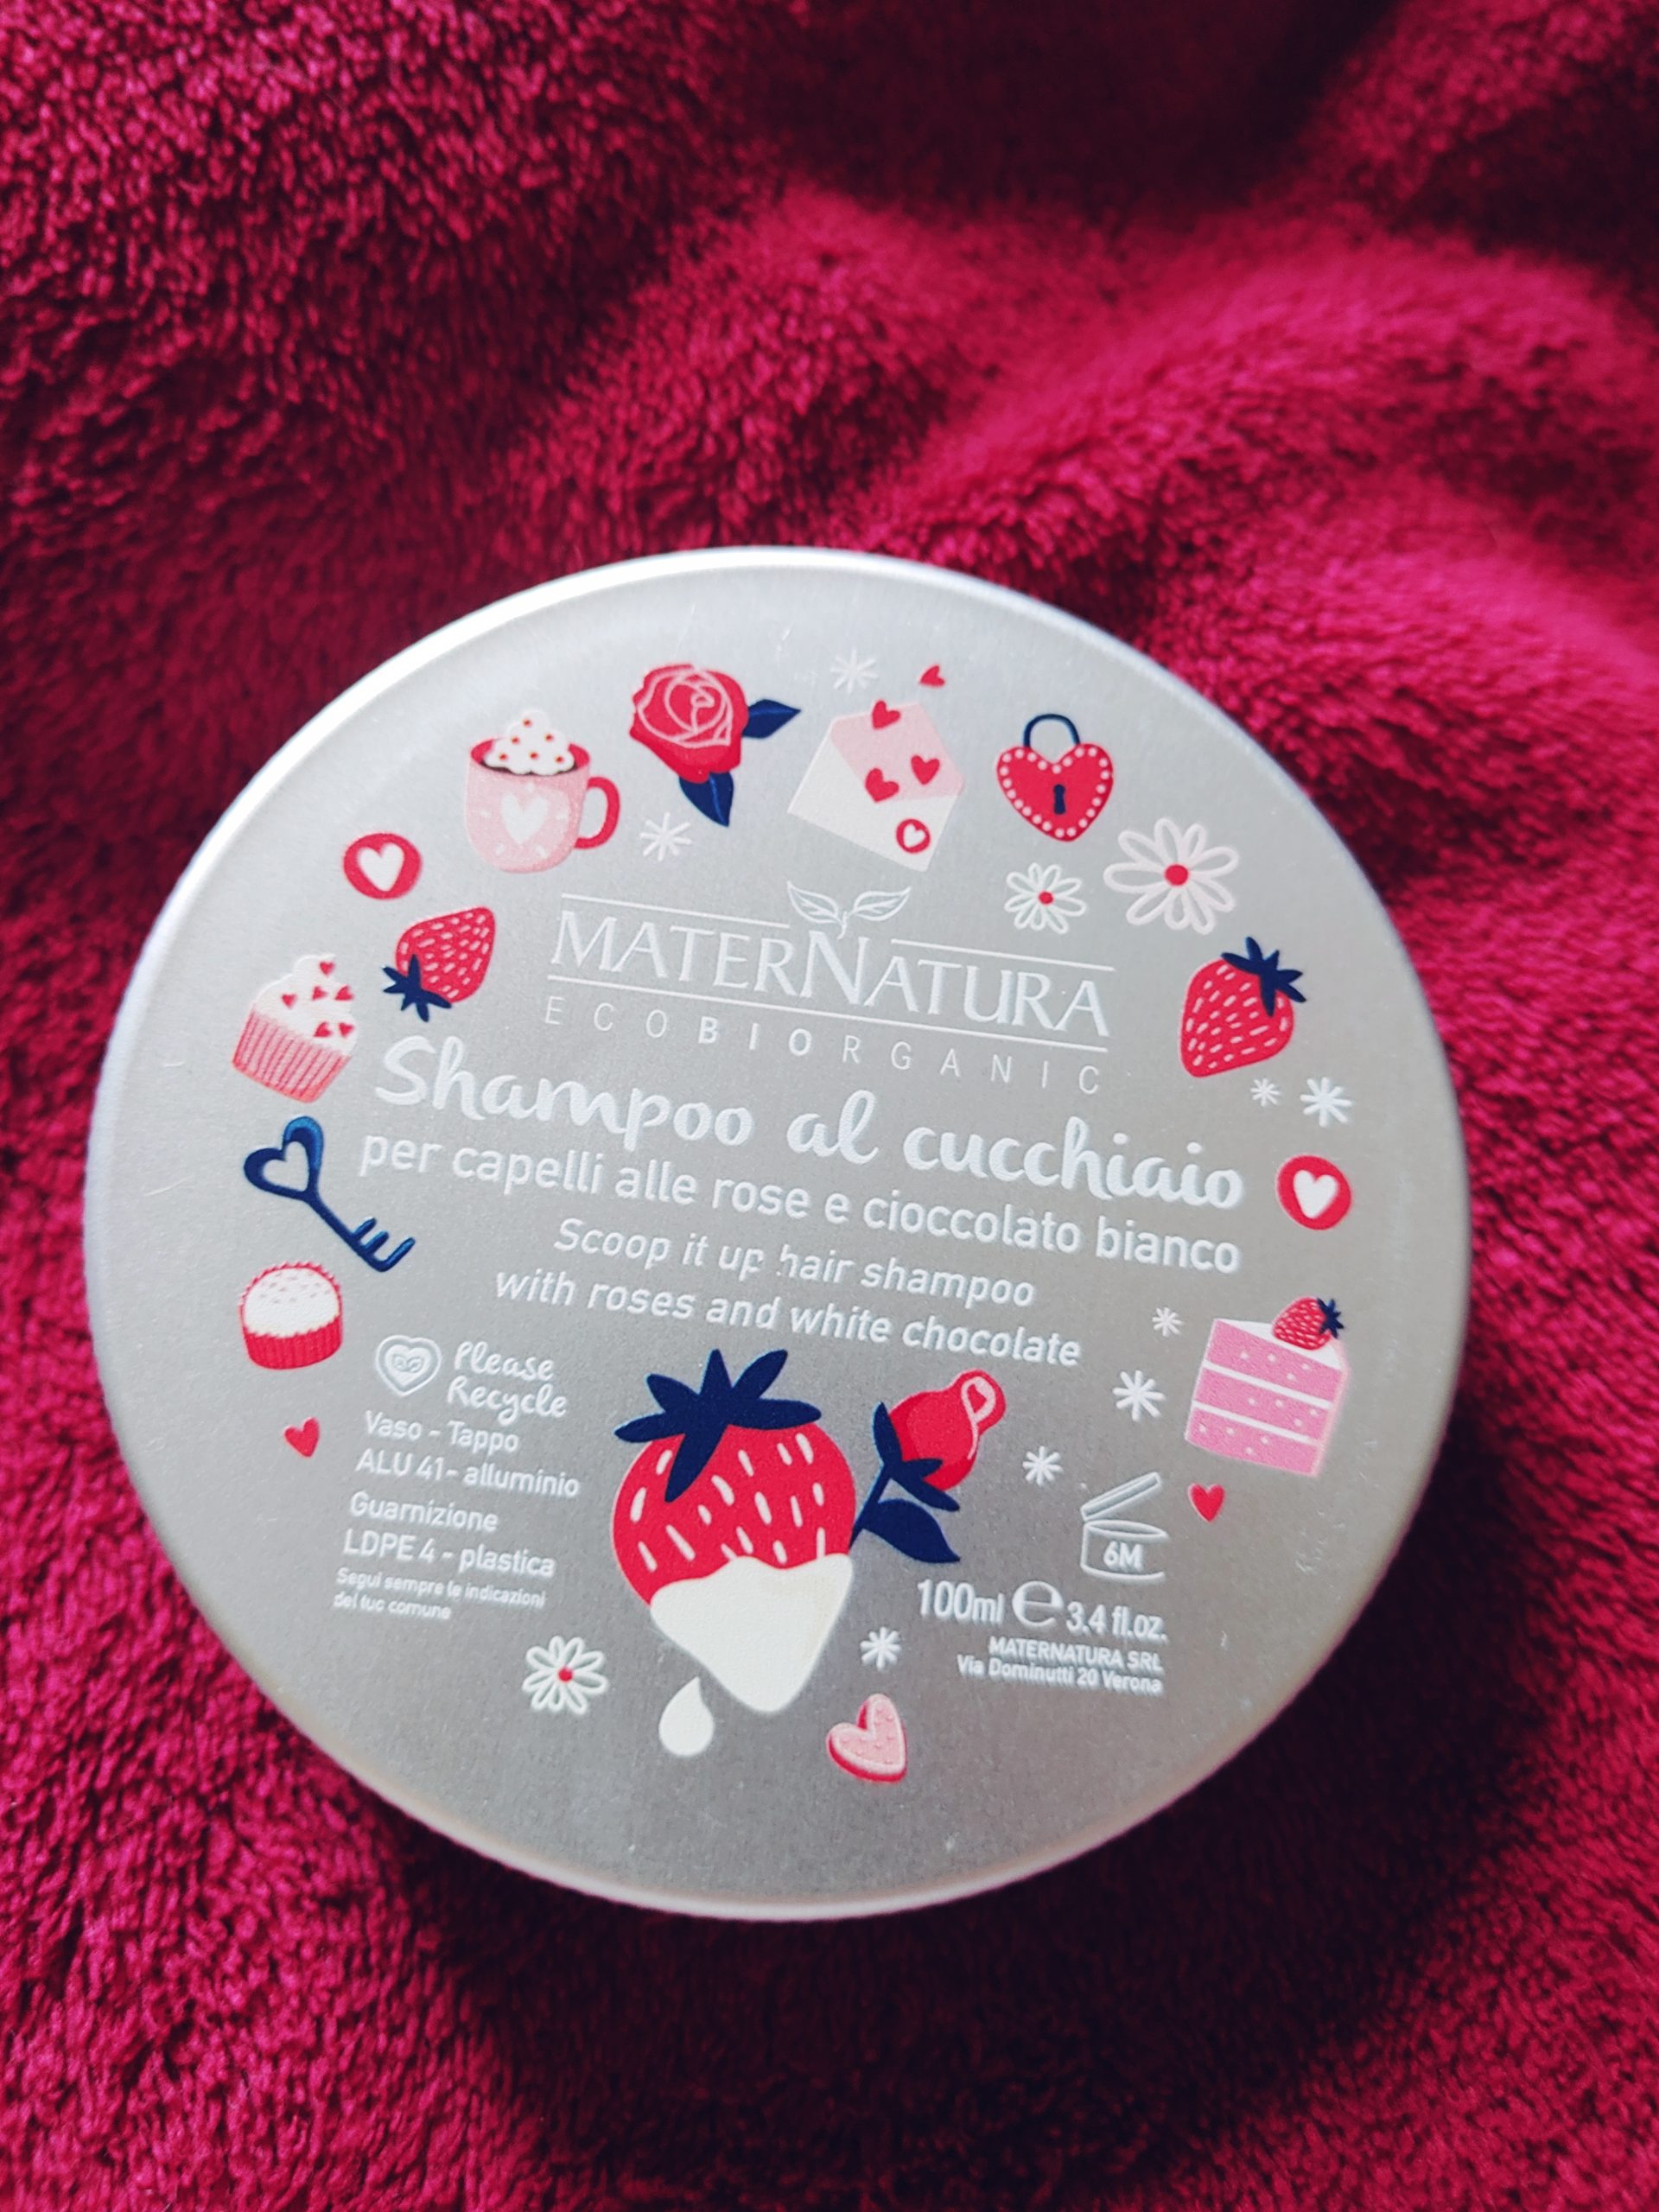 MATERNATURA
ECOBIORGANIC
Shampoo al cucchiaio
per capelli alle rose e cioccolato bianco
Scoop it up hair shampoo
with roses and white chocolate
Please
Recycle
Vaso - Tappo
ALU 41 - alluminio
Guarnizione
LDPE 4 - plastica
Segui sempre le indicazioni
del tuo comune
6M
100ml e 3.4 fl.oz.
MATERNATURA SRL
Via Dominutti 20 Verona